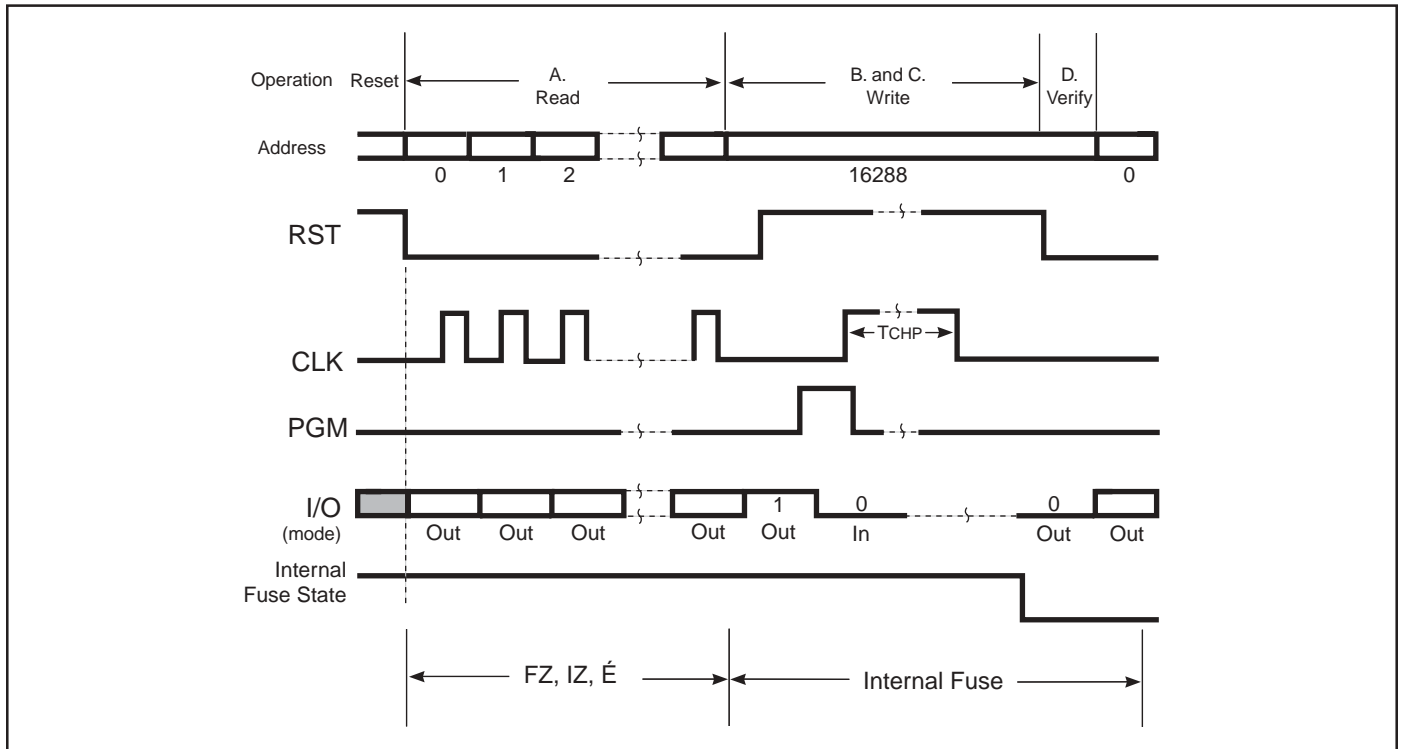 Operation Reset A. Read B. and C. Write D. Verify
Address
0 1 2 16288 0
RST
CLK TCHP
PGM
I/O (mode) 1 0 0
Out Out Out Out Out In Out Out
Internal Fuse State
FZ, IZ, É Internal Fuse